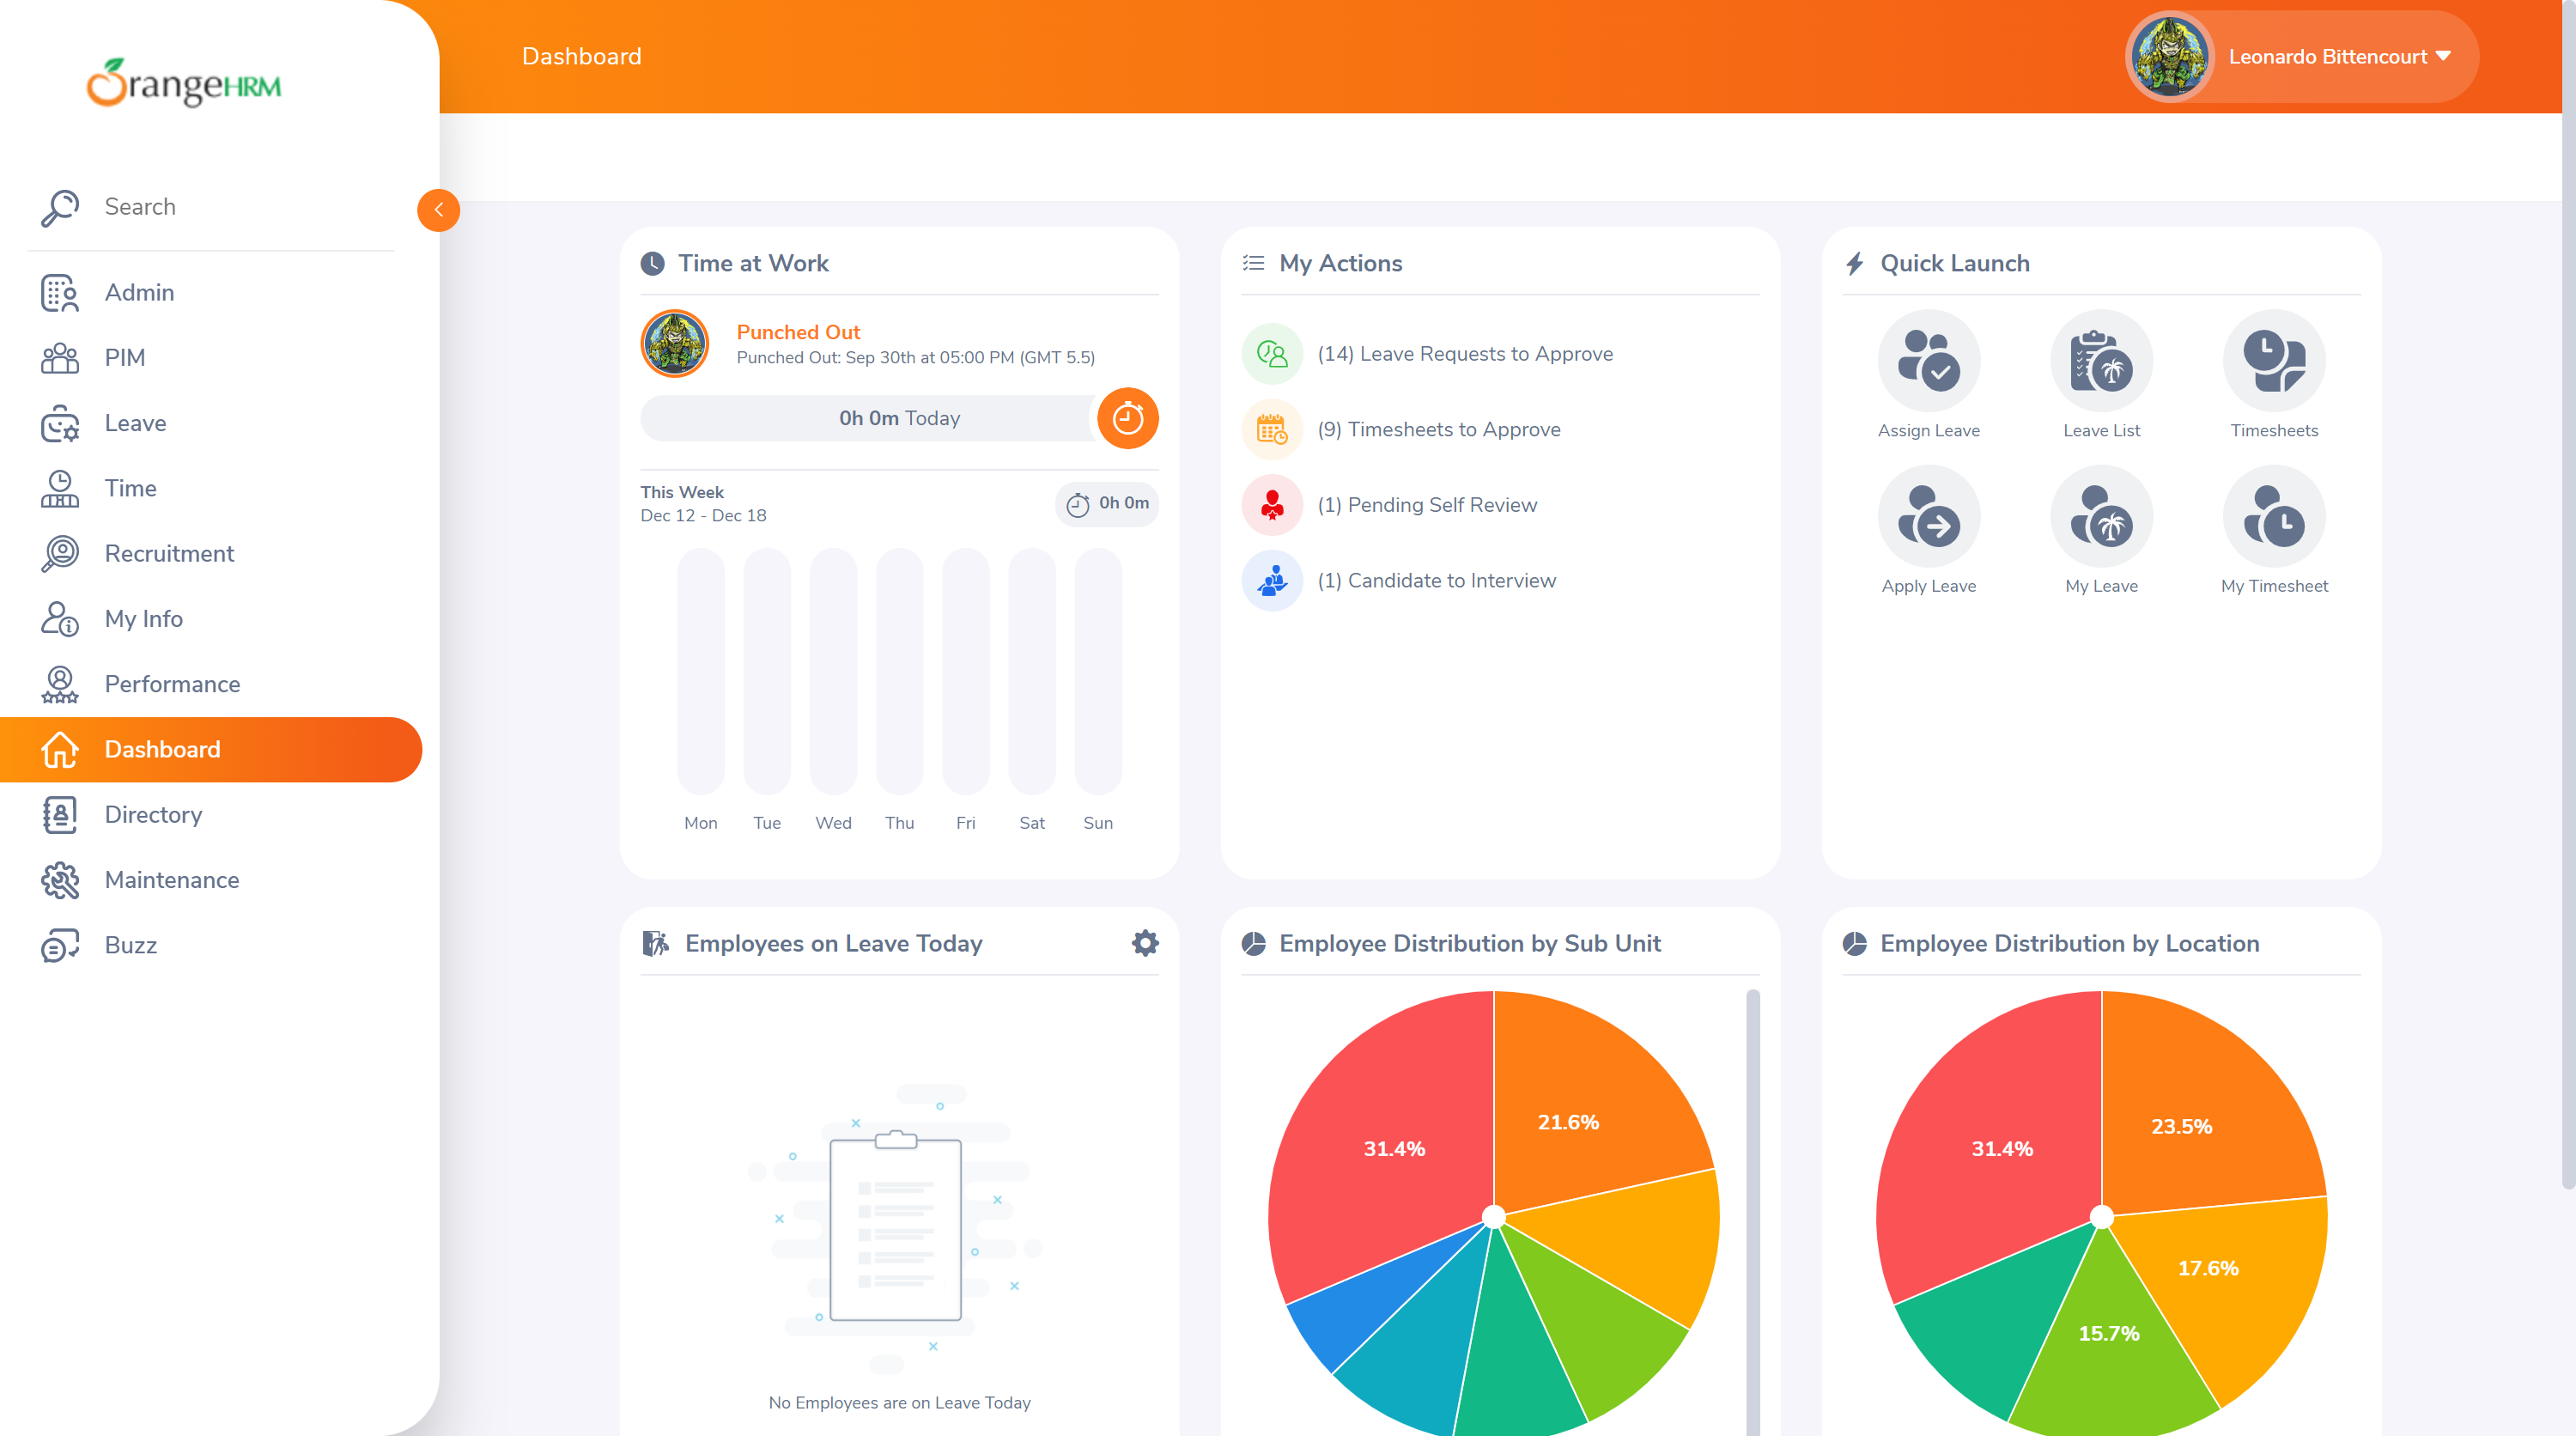 OrangeHRM
Dashboard
Leonardo Bittencourt
Search
Admin
PIM
Leave
Time
Recruitment
My Info
Performance
Dashboard
Directory
Maintenance
Buzz
Time at Work
Punched Out
Punched Out: Sep 30th at 05:00 PM (GMT 5.5)
0h 0m Today
This Week
Dec 12 - Dec 18
0h 0m
Mon Tue Wed Thu Fri Sat Sun
My Actions
(14) Leave Requests to Approve
(9) Timesheets to Approve
(1) Pending Self Review
(1) Candidate to Interview
Quick Launch
Assign Leave Leave List Timesheets
Apply Leave My Leave My Timesheet
Employees on Leave Today
No Employees are on Leave Today
Employee Distribution by Sub Unit
21.6%
31.4%
Employee Distribution by Location
23.5%
31.4%
17.6%
15.7%